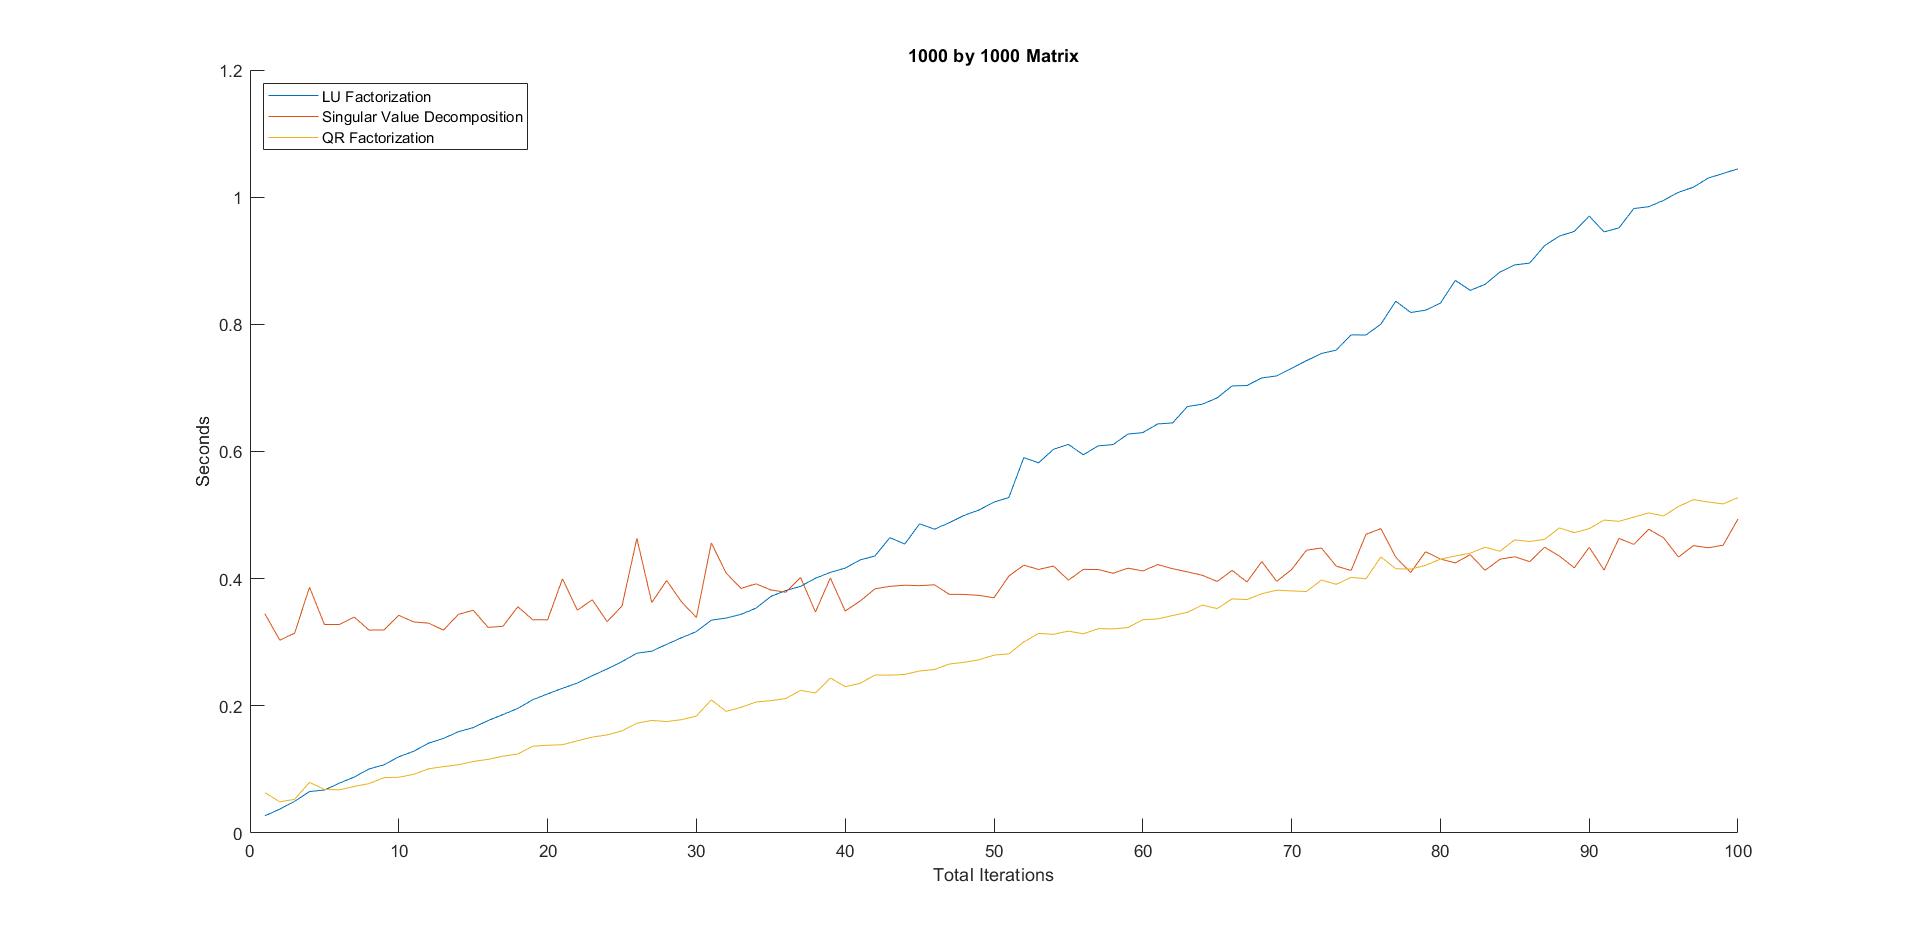 1000 by 1000 Matrix
1.2
LU Factorization
Singular Value Decomposition
QR Factorization
1
0.8
0.6
Seconds
0.4
0.2
0
0 10 20 30 40 50 60 70 80 90 100
Total Iterations